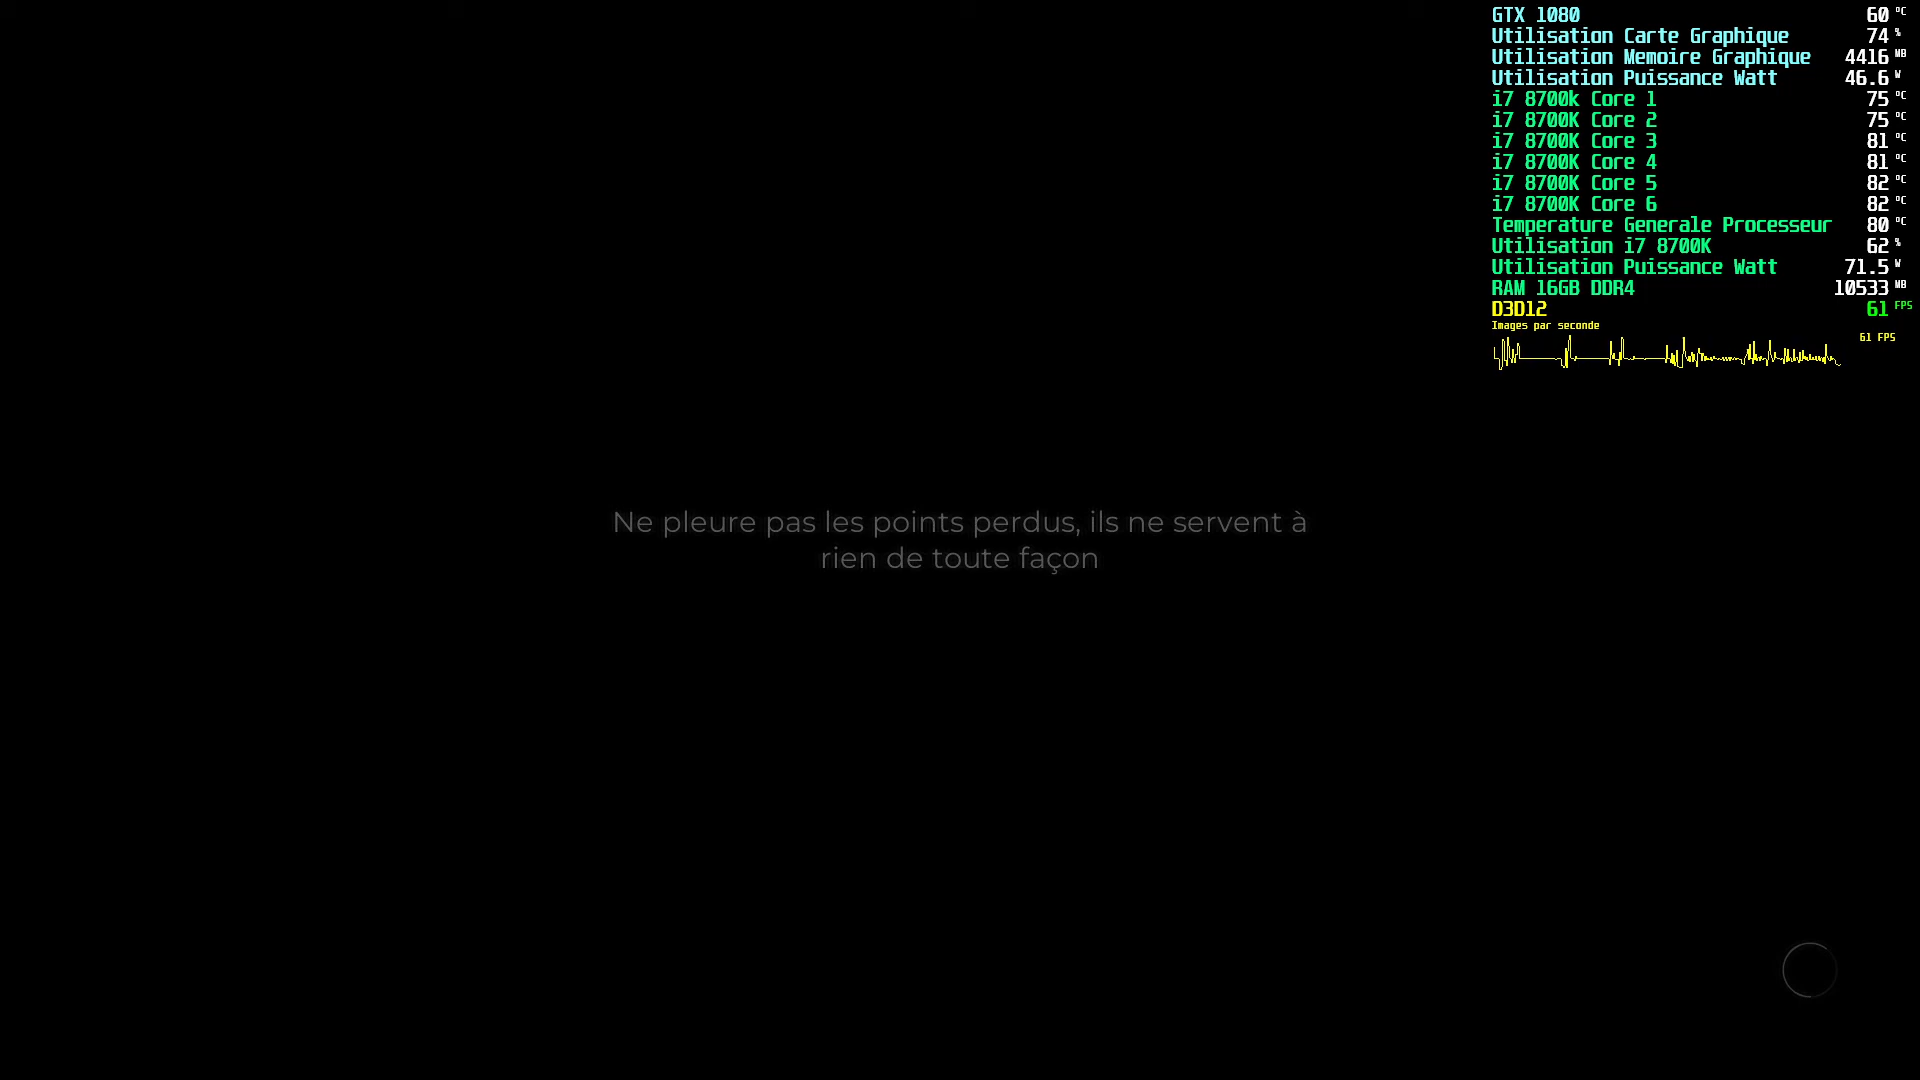 GTX 1080 60 °C
Utilisation Carte Graphique 74 %
Utilisation Memoire Graphique 4416 MB
Utilisation Puissance Watt 46.6 W
i7 8700k Core 1 75 °C
i7 8700K Core 2 75 °C
i7 8700K Core 3 81 °C
i7 8700K Core 4 81 °C
i7 8700K Core 5 82 °C
i7 8700K Core 6 82 °C
Temperature Generale Processeur 80 °C
Utilisation i7 8700K 62 %
Utilisation Puissance Watt 71.5 W
RAM 16GB DDR4 10533 MB
D3D12 61 FPS
Images par seconde
61 FPS
Ne pleure pas les points perdus, ils ne servent à
rien de toute façon